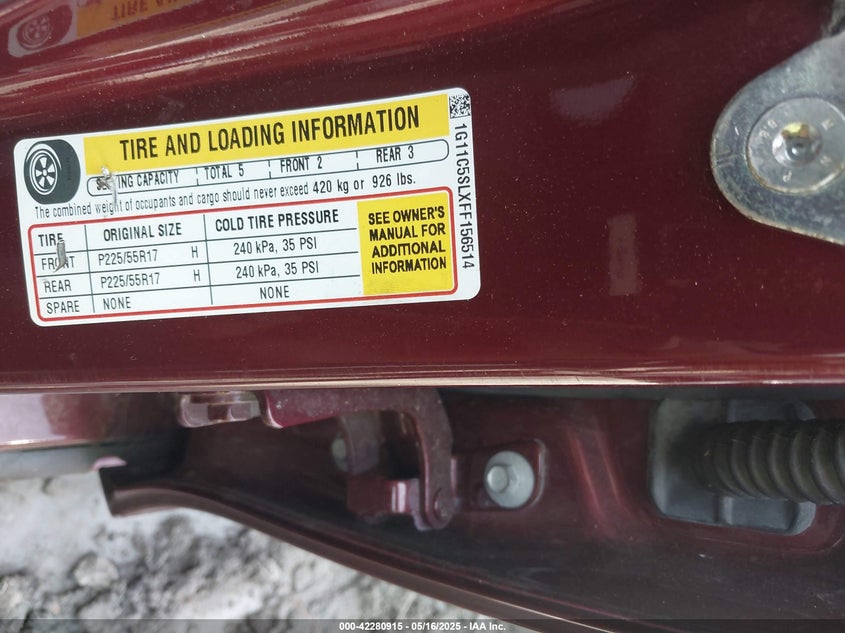 TIRE AND LOADING INFORMATION
CAPACITY TOTAL 5 FRONT 2 REAR 3
The combined weight of occupants and cargo should never exceed 420 kg or 926 lbs.
TIRE ORIGINAL SIZE COLD TIRE PRESSURE
FRONT P225/55R17 H 240 kPa, 35 PSI
REAR P225/55R17 H 240 kPa, 35 PSI
SPARE NONE NONE
SEE OWNER'S
MANUAL FOR
ADDITIONAL
INFORMATION
1G11C5SLXFF156514
000-42280915 - 05/16/2025 - IAA Inc.